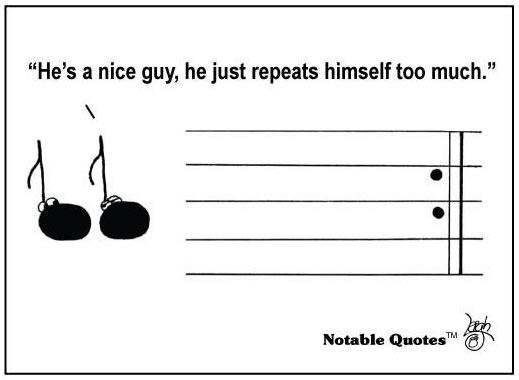 “He’s a nice guy, he just repeats himself too much.”
Notable Quotes™